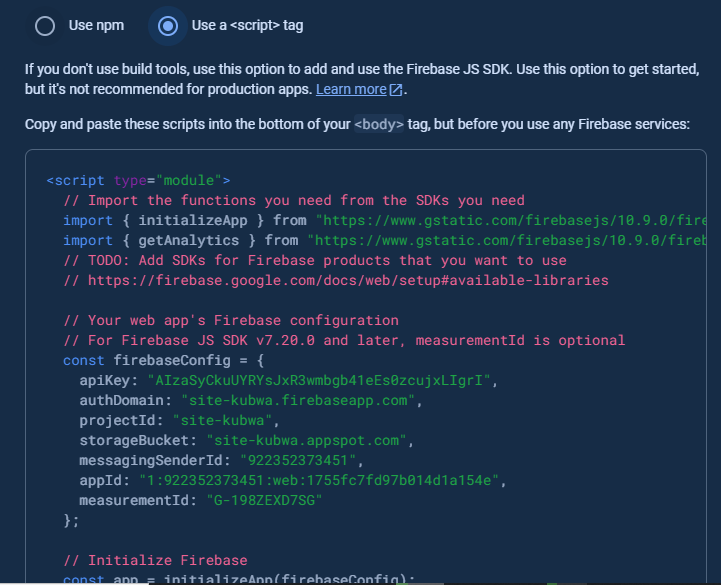 Use npm Use a <script> tag
If you don't use build tools, use this option to add and use the Firebase JS SDK. Use this option to get started,
but it's not recommended for production apps. Learn more.
Copy and paste these scripts into the bottom of your <body> tag, but before you use any Firebase services:
<script type="module">
// Import the functions you need from the SDKs you need
import { initializeApp } from "https://www.gstatic.com/firebasejs/10.9.0/fire
import { getAnalytics } from "https://www.gstatic.com/firebasejs/10.9.0/fireb
// TODO: Add SDKs for Firebase products that you want to use
// https://firebase.google.com/docs/web/setup#available-libraries
// Your web app's Firebase configuration
// For Firebase JS SDK v7.20.0 and later, measurementId is optional
const firebaseConfig = {
apiKey: "AIzaSyCkuUYRYsJxR3wmbgb41eEs0zcujxLIgrI",
authDomain: "site-kubwa.firebaseapp.com",
projectId: "site-kubwa",
storageBucket: "site-kubwa.appspot.com",
messagingSenderId: "922352373451",
appId: "1:922352373451:web:1755fc7fd97b014d1a154e",
measurementId: "G-198ZEXD7SG"
};
// Initialize Firebase
const app = initializeApp(firebaseConfig);